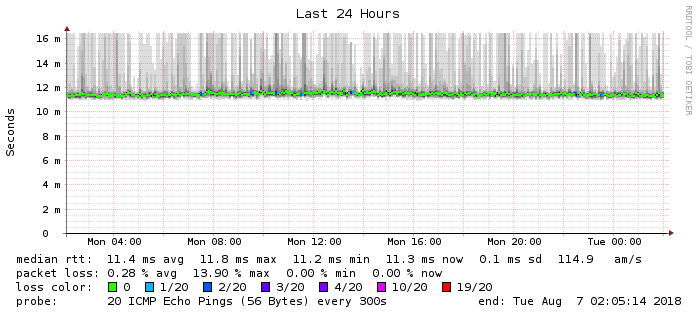 Last 24 Hours
RRDTOOL / TOBI OETIKER
Seconds
16 m
14 m
12 m
10 m
8 m
6 m
4 m
2 m
0
Mon 04:00 Mon 08:00 Mon 12:00 Mon 16:00 Mon 20:00 Tue 00:00
median rtt: 11.4 ms avg 11.8 ms max 11.2 ms min 11.3 ms now 0.1 ms sd 114.9 am/s
packet loss: 0.28 % avg 13.90 % max 0.00 % min 0.00 % now
loss color: 0 1/20 2/20 3/20 4/20 10/20 19/20
probe: 20 ICMP Echo Pings (56 Bytes) every 300s end: Tue Aug 7 02:05:14 2018